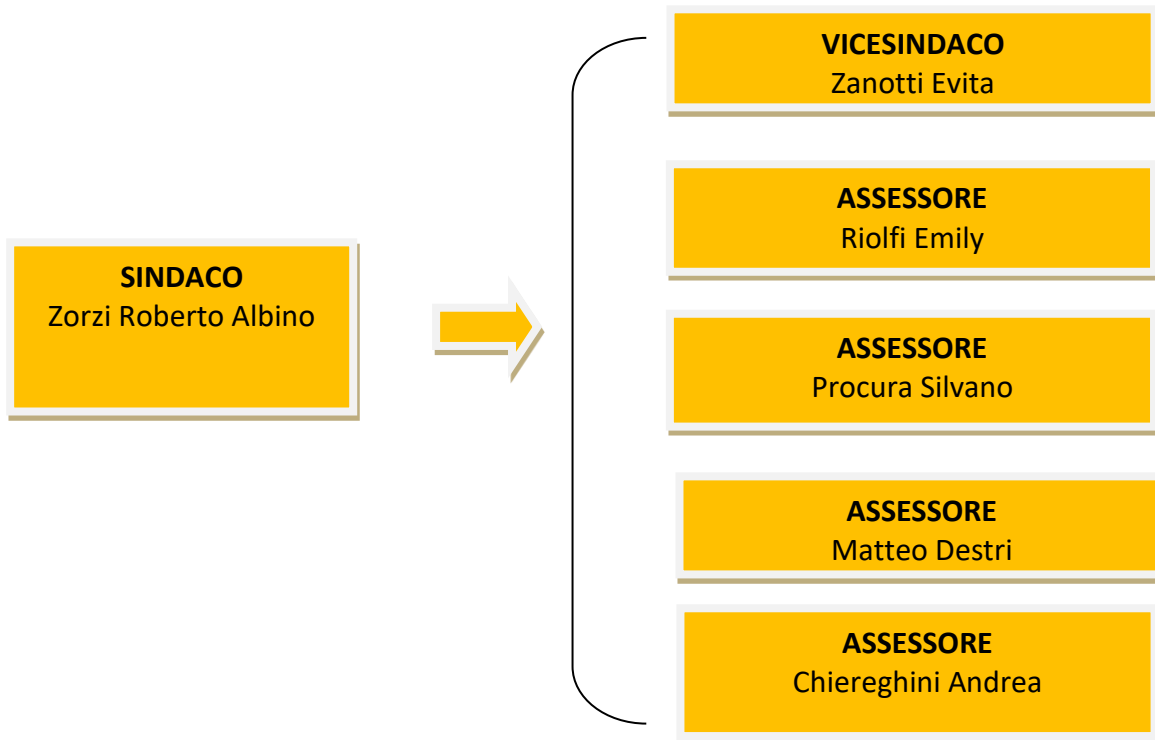 VICESINDACO
Zanotti Evita
ASSESSORE
Riolfi Emily
SINDACO
Zorzi Roberto Albino
ASSESSORE
Procura Silvano
ASSESSORE
Matteo Destri
ASSESSORE
Chiereghini Andrea